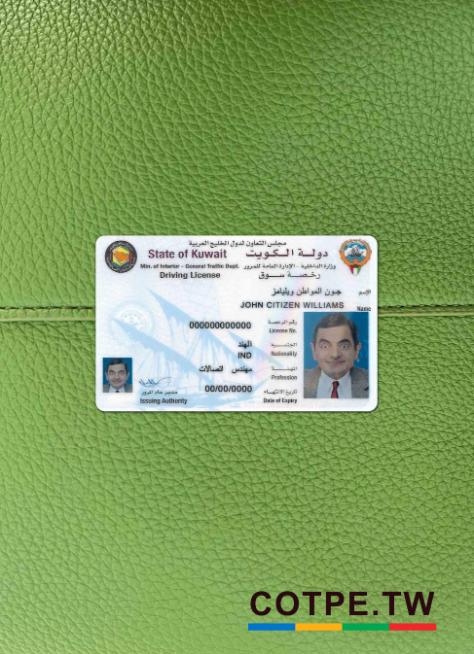 مجلس التعاون لدول الخليج العربية
State of Kuwait دولة الكويت
Min. of Interior - General Traffic Dept. وزارة الداخلية - الإدارة العامة للمرور
Driving License رخصة سوق
الإسم جون المواطن ويليامز
JOHN CITIZEN WILLIAMS Name
000000000000 رقم الرخصة
License No.
الهند الجنسية
IND Nationality
مهندس اتصالات المهنة
Profession
00/00/0000 تاريخ الانتهاء
Date of Expiry
مدير عام المرور
Issuing Authority
COTPE.TW